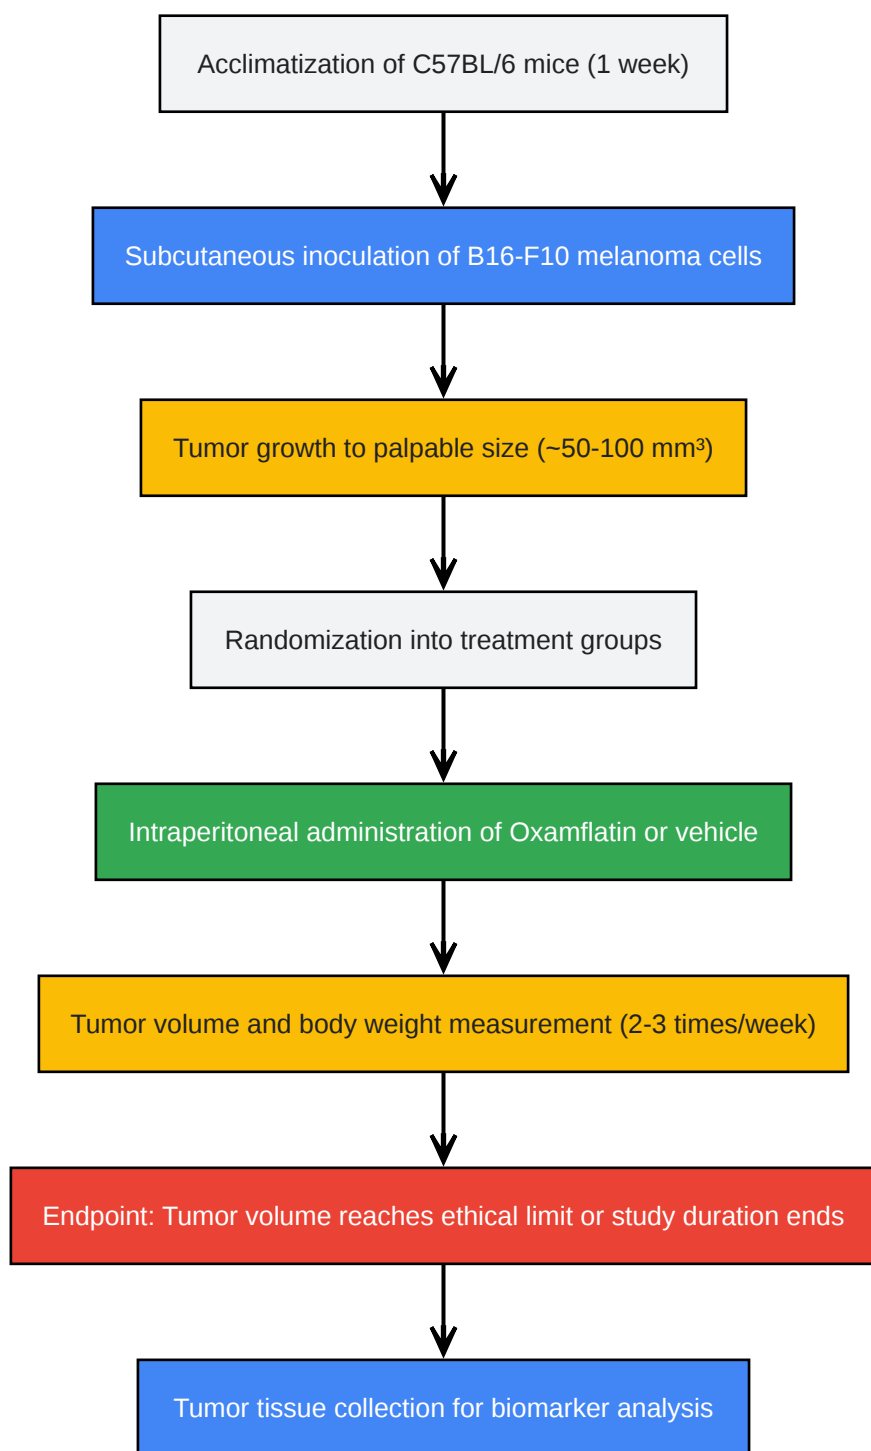 Acclimatization of C57BL/6 mice (1 week)
Subcutaneous inoculation of B16-F10 melanoma cells
Tumor growth to palpable size (~50-100 mm³)
Randomization into treatment groups
Intraperitoneal administration of Oxamflatin or vehicle
Tumor volume and body weight measurement (2-3 times/week)
Endpoint: Tumor volume reaches ethical limit or study duration ends
Tumor tissue collection for biomarker analysis